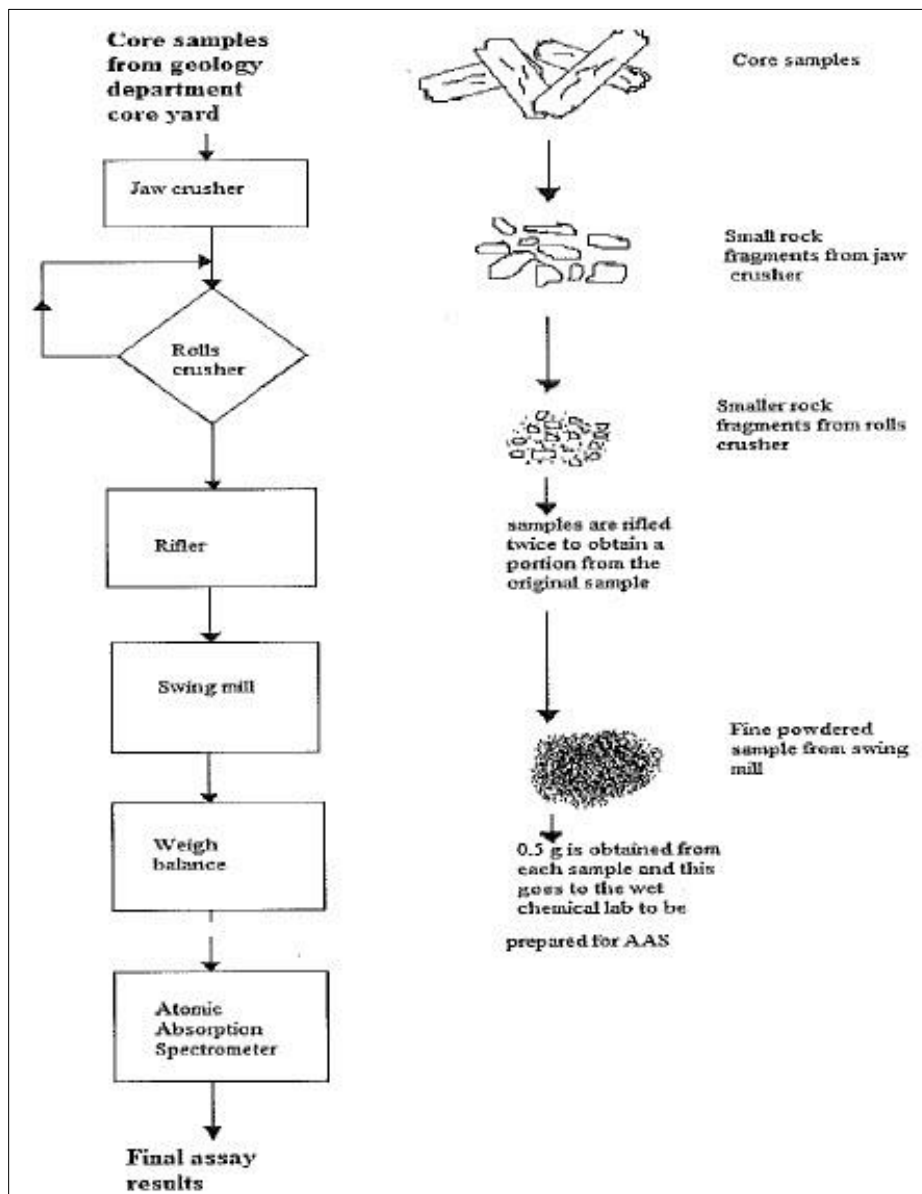 Core samples
from geology
department
core yard
Jaw crusher
Rolls
crusher
Rifler
Swing mill
Weigh
balance
Atomic
Absorption
Spectrometer
Final assay
results
Core samples
Small rock
fragments from jaw
crusher
Smaller rock
fragments from rolls
crusher
samples are rifled
twice to obtain a
portion from the
original sample
Fine powdered
sample from swing
mill
0.5 g is obtained from
each sample and this
goes to the wet
chemical lab to be
prepared for AAS